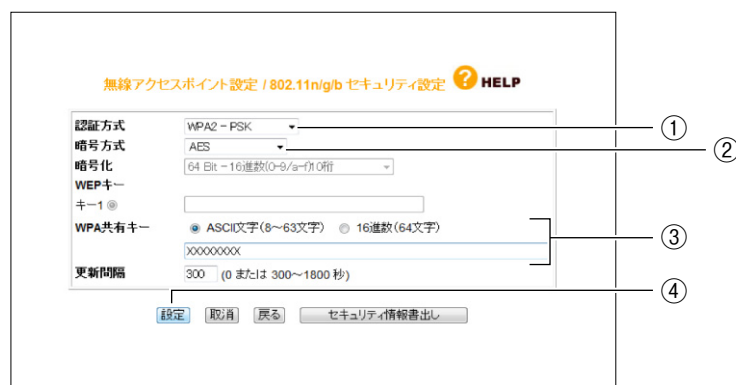 無線アクセスポイント設定 / 802.11n/g/b セキュリティ設定 ? HELP
認証方式 WPA2-PSK ①
暗号方式 AES ②
暗号化 64 Bit-16進数(0-9/a-f)10桁
WEPキー
キー1
WPA共有キー ASCII文字(8～63文字) 16進数(64文字) ③
XXXXXXXX
更新間隔 300 (0 または 300～1800 秒)
④
設定 取消 戻る セキュリティ情報書出し